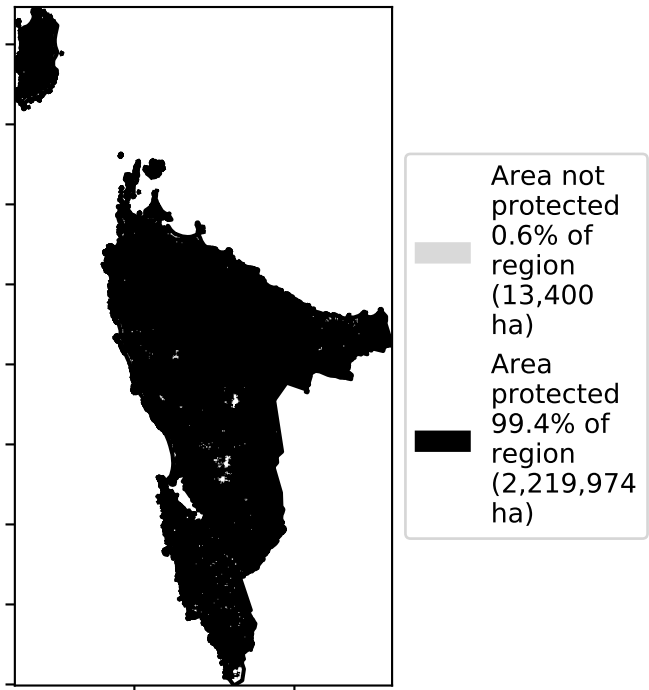 Area not
protected
0.6% of
region
(13,400
ha)
Area
protected
99.4% of
region
(2,219,974
ha)